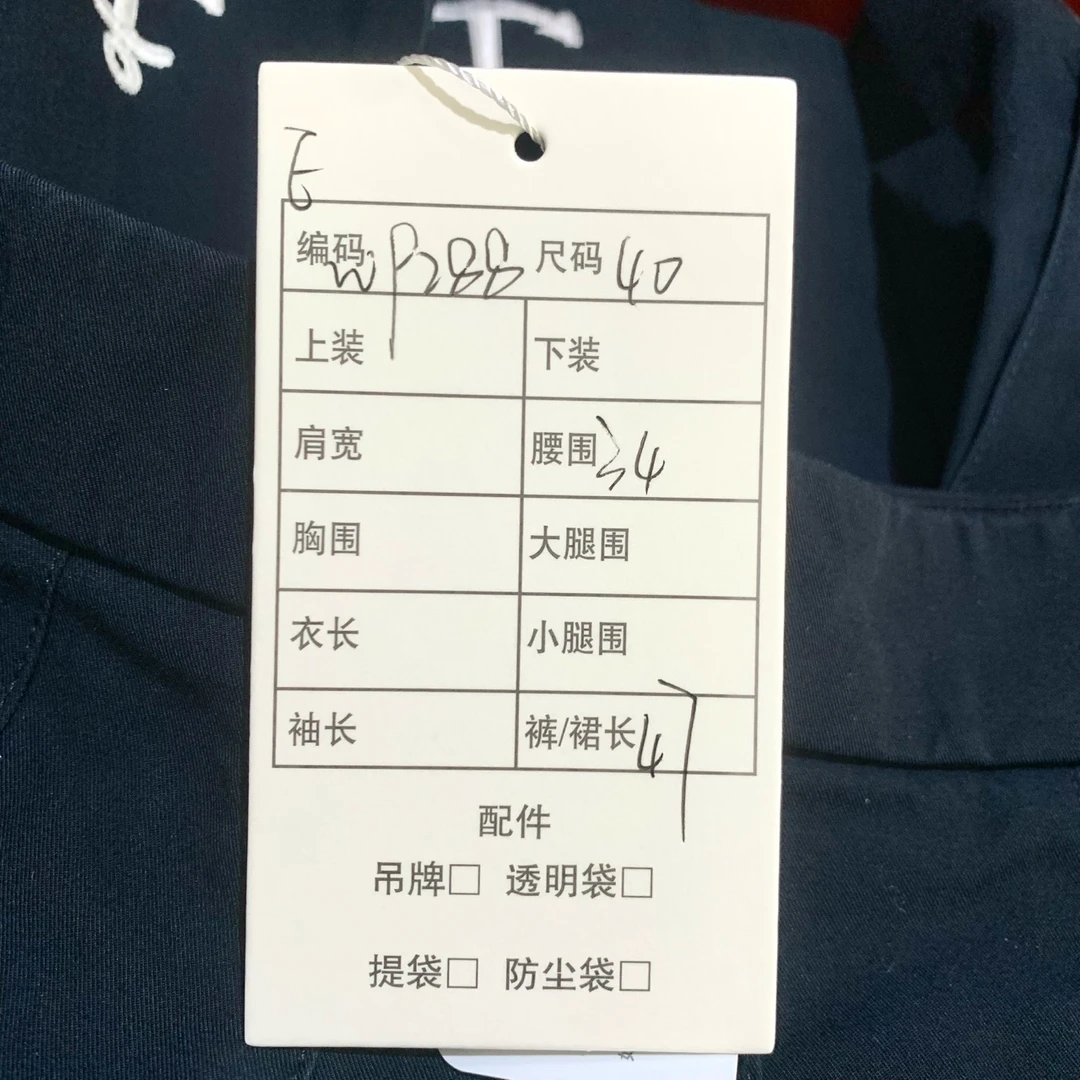 E
编码 WP288 尺码 40
上装 下装
肩宽 腰围 34
胸围 大腿围
衣长 小腿围
袖长 裤/裙长 47
配件
吊牌□ 透明袋□
提袋□ 防尘袋□